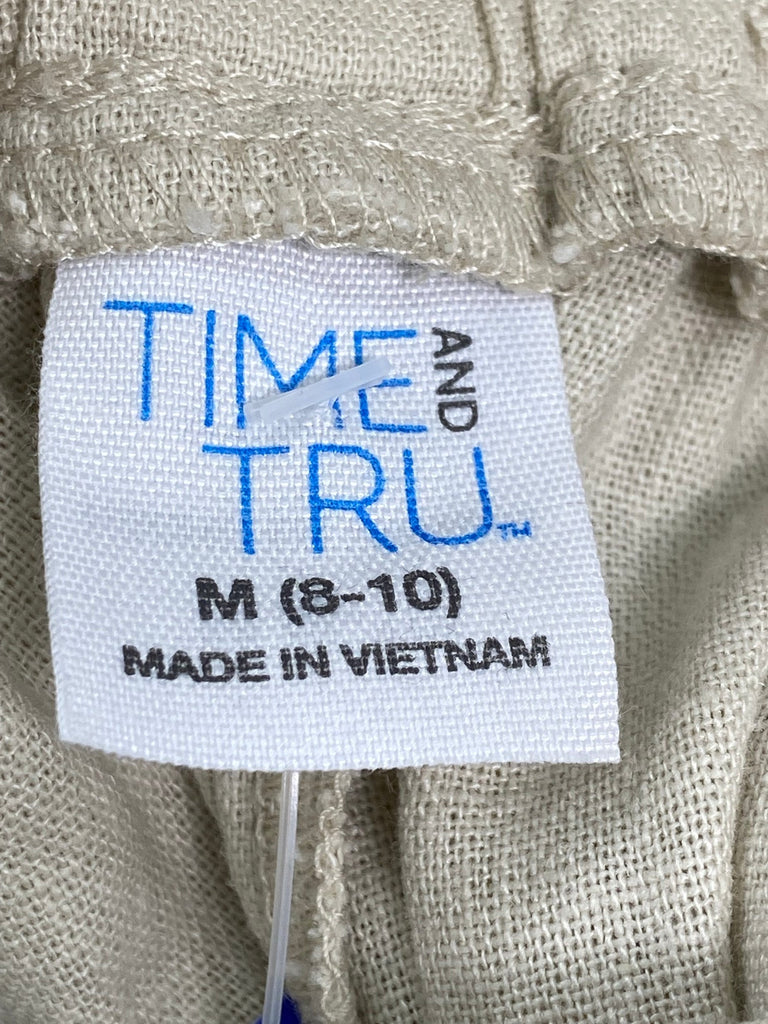 TIME AND
TRU™
M (8-10)
MADE IN VIETNAM